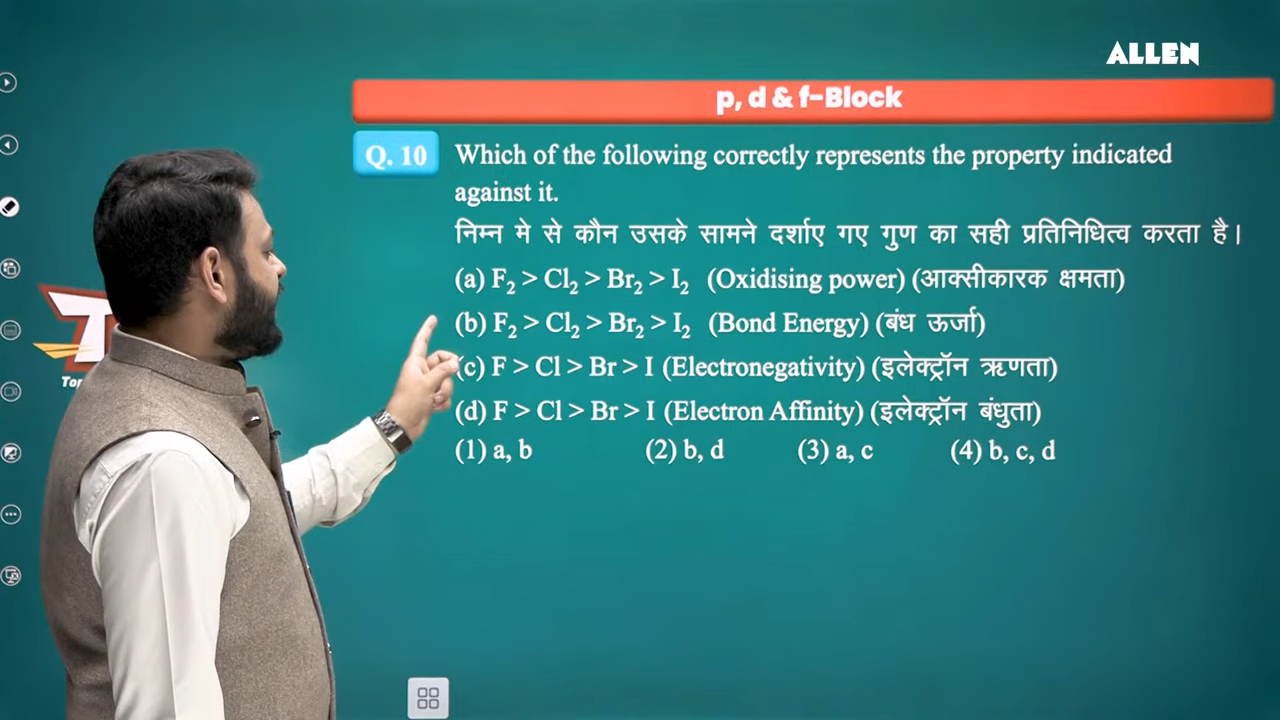 ALLEN
p, d & f-Block
Q. 10 Which of the following correctly represents the property indicated
against it.
निम्न मे से कौन उसके सामने दर्शाए गए गुण का सही प्रतिनिधित्व करता है।
(a) F₂ > Cl₂ > Br₂ > I₂ (Oxidising power) (आक्सीकारक क्षमता)
(b) F₂ > Cl₂ > Br₂ > I₂ (Bond Energy) (बंध ऊर्जा)
(c) F > Cl > Br > I (Electronegativity) (इलेक्ट्रॉन ऋणता)
(d) F > Cl > Br > I (Electron Affinity) (इलेक्ट्रॉन बंधुता)
(1) a, b (2) b, d (3) a, c (4) b, c, d